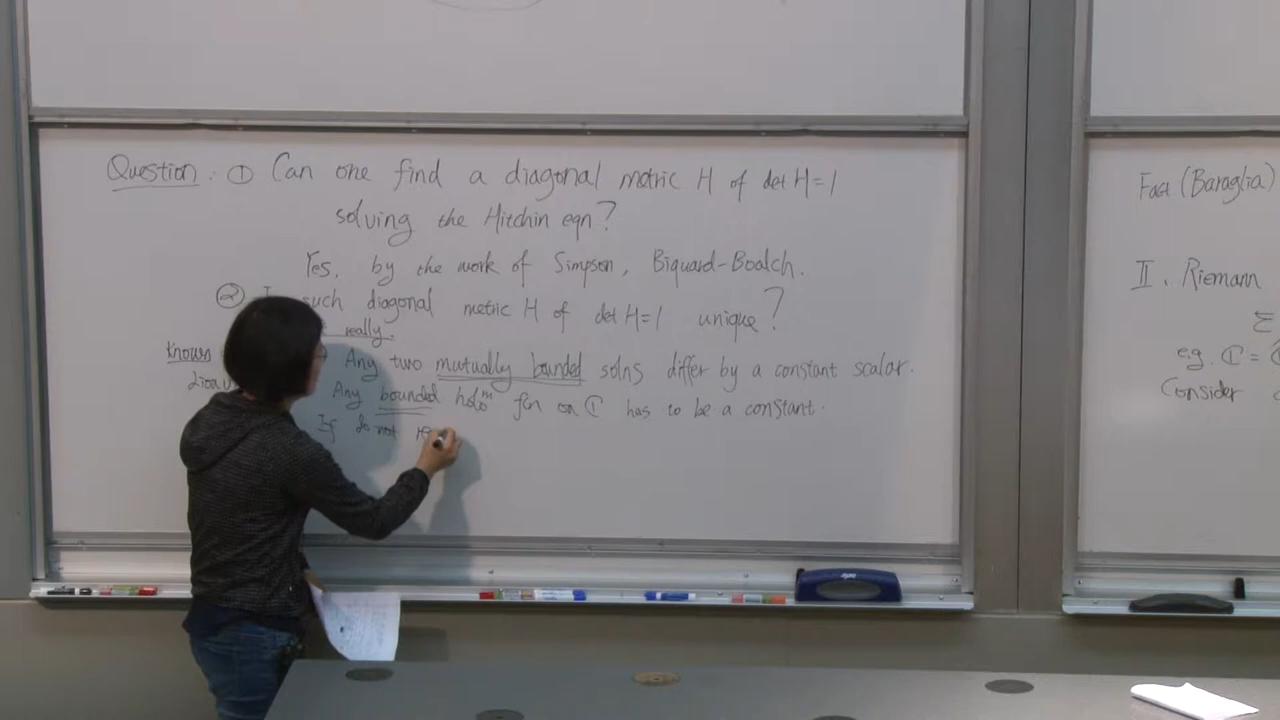 Question: ① Can one find a diagonal metric H of det H=1
solving the Hitchin eqn?
Yes, by the work of Simpson, Biquard-Boalch.
② such diagonal metric H of det H=1 unique?
really.
Known Any two mutually bounded solns differ by a constant scalar.
Any bounded holom fcn on ℂ has to be a constant.
If do not
Fact (Baraglia)
II. Riemann
Σ
e.g. ℂ =
Consider
expo